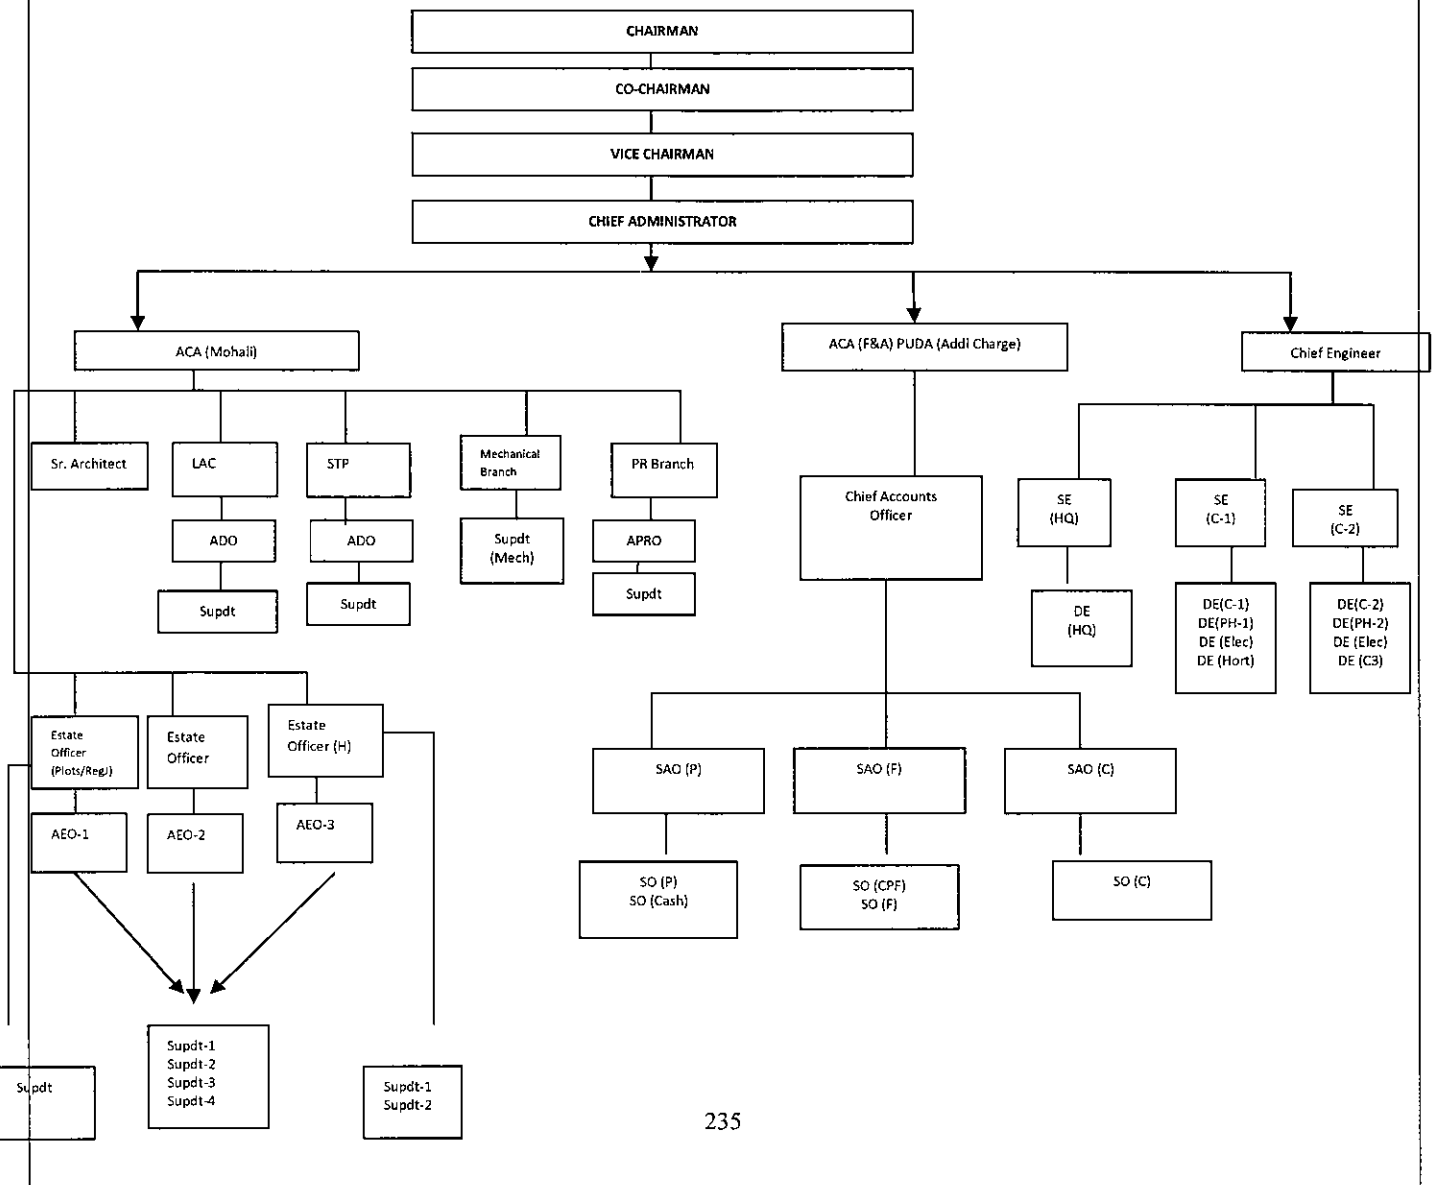 CHAIRMAN
CO-CHAIRMAN
VICE CHAIRMAN
CHIEF ADMINISTRATOR
ACA (Mohali)
ACA (F&A) PUDA (Addl Charge)
Chief Engineer
Sr. Architect
LAC
STP
Mechanical
Branch
PR Branch
ADO
ADO
Supdt
(Mech)
APRO
Supdt
Supdt
Supdt
Chief Accounts
Officer
SE
(HQ)
SE
(C-1)
SE
(C-2)
DE
(HQ)
DE(C-1)
DE(PH-1)
DE (Elec)
DE (Hort)
DE(C-2)
DE(PH-2)
DE (Elec)
DE (C3)
Estate
Officer
(Plots/Regl)
Estate
Officer
Estate
Officer (H)
SAO (P)
SAO (F)
SAO (C)
AEO-1
AEO-2
AEO-3
SO (P)
SO (Cash)
SO (CPF)
SO (F)
SO (C)
Supdt
Supdt-1
Supdt-2
Supdt-3
Supdt-4
Supdt-1
Supdt-2
235